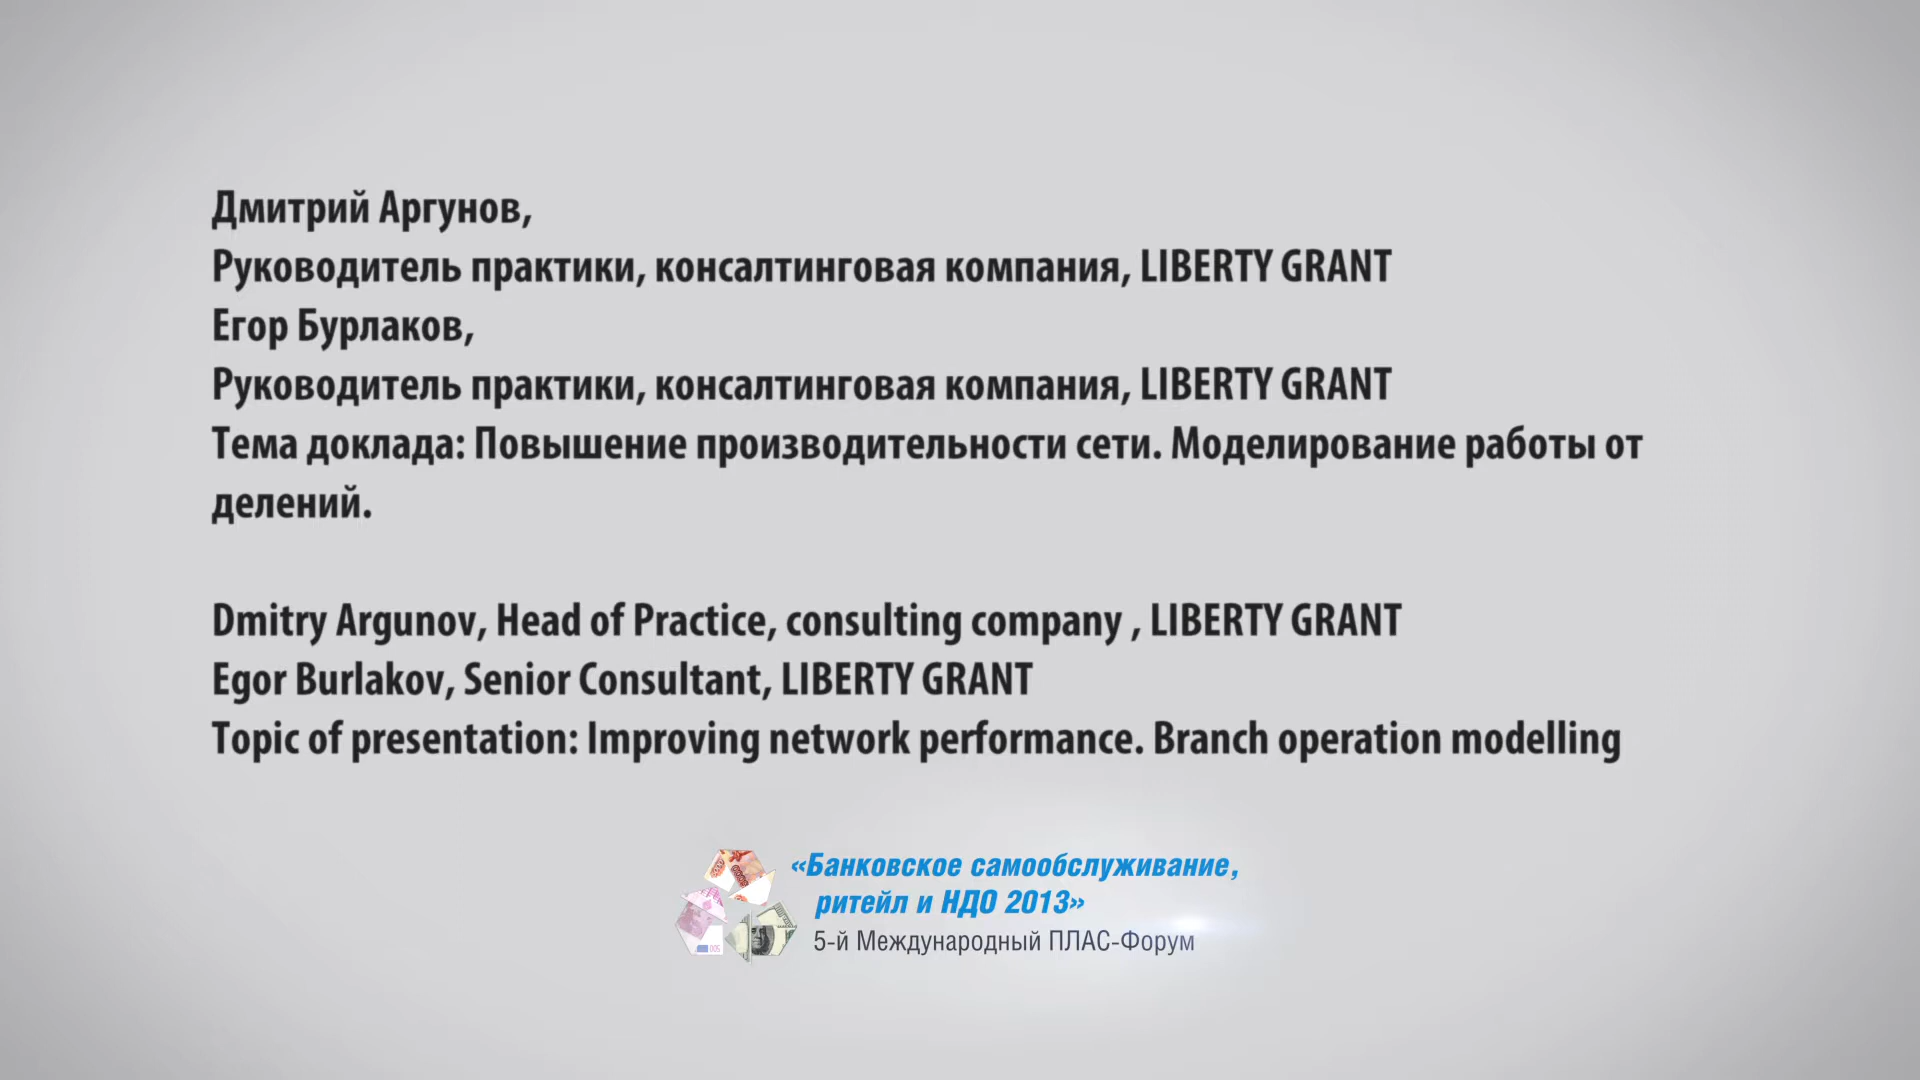 Дмитрий Аргунов,
Руководитель практики, консалтинговая компания, LIBERTY GRANT
Егор Бурлаков,
Руководитель практики, консалтинговая компания, LIBERTY GRANT
Тема доклада: Повышение производительности сети. Моделирование работы от
делений.
Dmitry Argunov, Head of Practice, consulting company , LIBERTY GRANT
Egor Burlakov, Senior Consultant, LIBERTY GRANT
Topic of presentation: Improving network performance. Branch operation modelling
«Банковское самообслуживание,
ритейл и НДО 2013»
5-й Международный ПЛАС-Форум